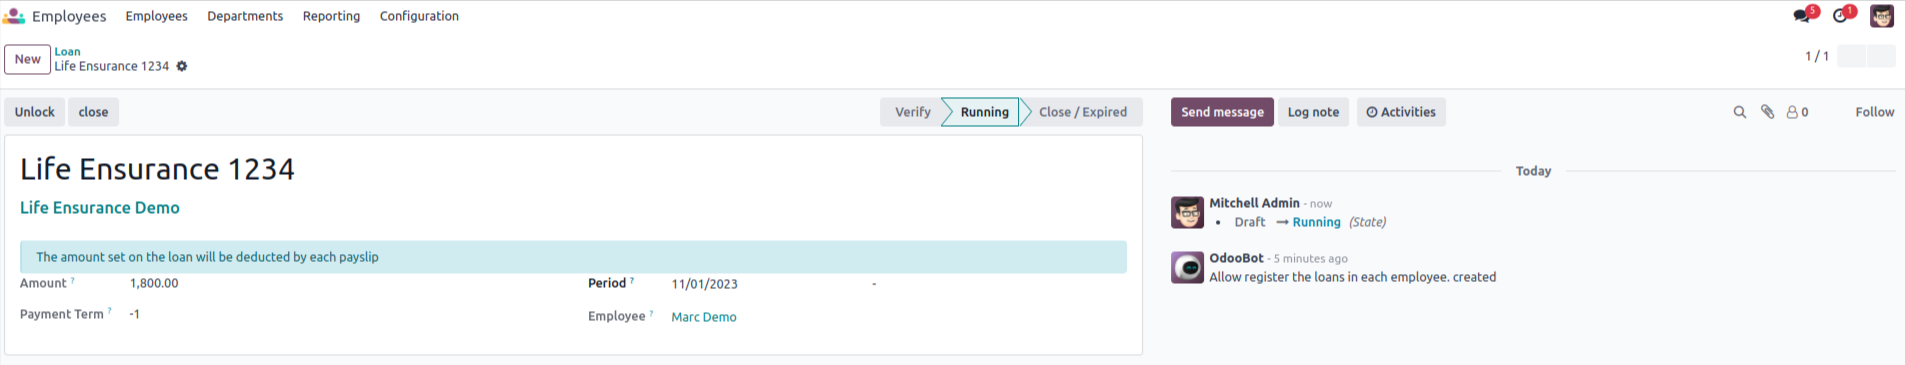 Employees Employees Departments Reporting Configuration 5 1
New Loan
Life Ensurance 1234
1 / 1
Unlock close Verify Running Close / Expired
Send message Log note Activities 0 Follow
Life Ensurance 1234
Life Ensurance Demo
The amount set on the loan will be deducted by each payslip
Amount ? 1,800.00 Period ? 11/01/2023 -
Payment Term ? -1 Employee ? Marc Demo
Today
Mitchell Admin - now
• Draft → Running (State)
OdooBot - 5 minutes ago
Allow register the loans in each employee. created